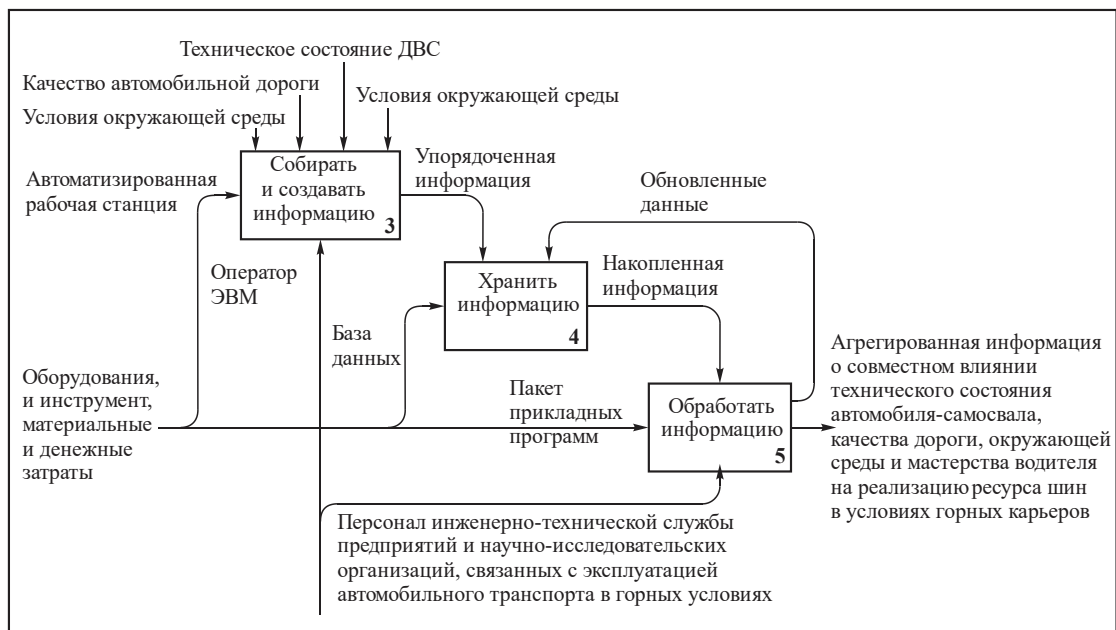 Техническое состояние ДВС
Качество автомобильной дороги
Условия окружающей среды
Условия окружающей среды
Автоматизированная
рабочая станция
Собирать
и создавать
информацию
3
Упорядоченная
информация
Обновленные
данные
Оператор
ЭВМ
Хранить
информацию
4
Накопленная
информация
База
данных
Оборудования,
и инструмент,
материальные
и денежные
затраты
Пакет
прикладных
программ
Обработать
информацию
5
Агрегированная информация
о совместном влиянии
технического состояния
автомобиля-самосвала,
качества дороги, окружающей
среды и мастерства водителя
на реализацию ресурса шин
в условиях горных карьеров
Персонал инженерно-технической службы
предприятий и научно-исследовательских
организаций, связанных с эксплуатацией
автомобильного транспорта в горных условиях